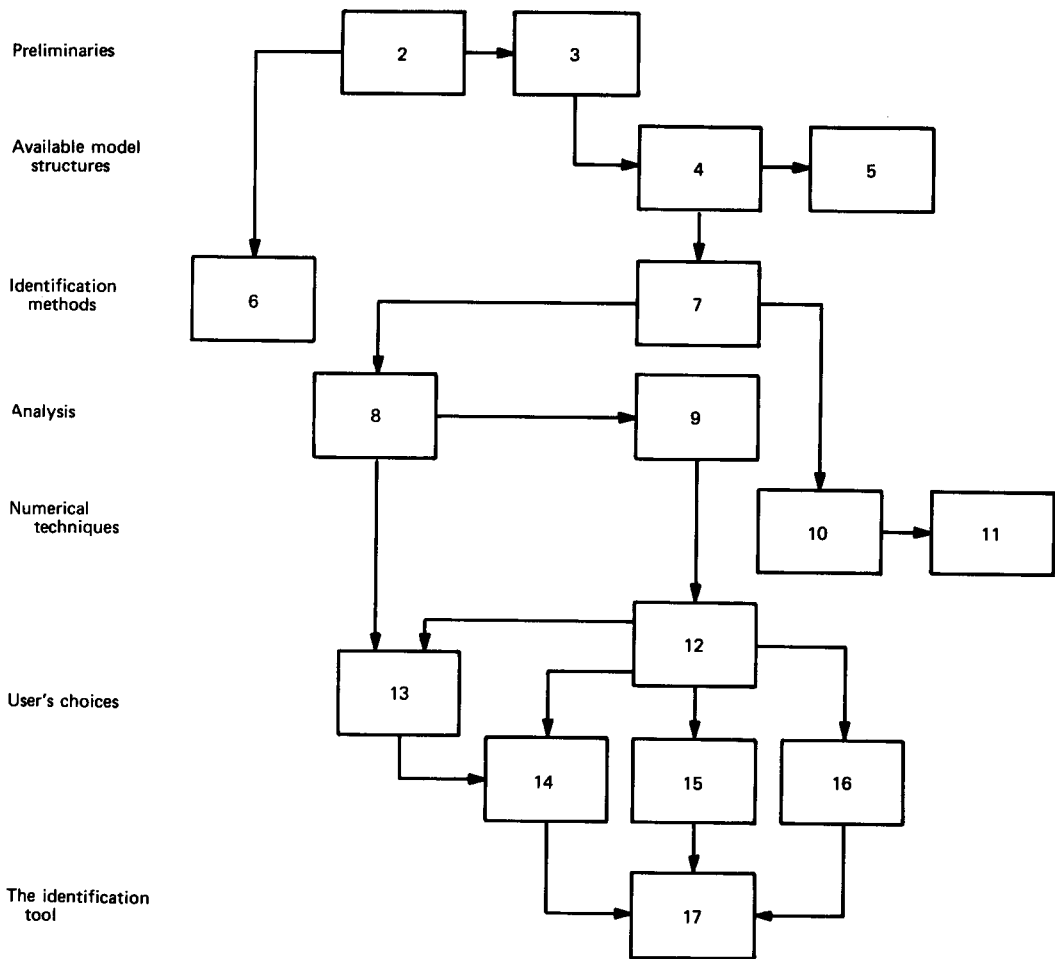 Preliminaries
2
3
Available model
structures
4
5
Identification
methods
6
7
Analysis
8
9
Numerical
techniques
10
11
12
User's choices
13
14
15
16
The identification
tool
17